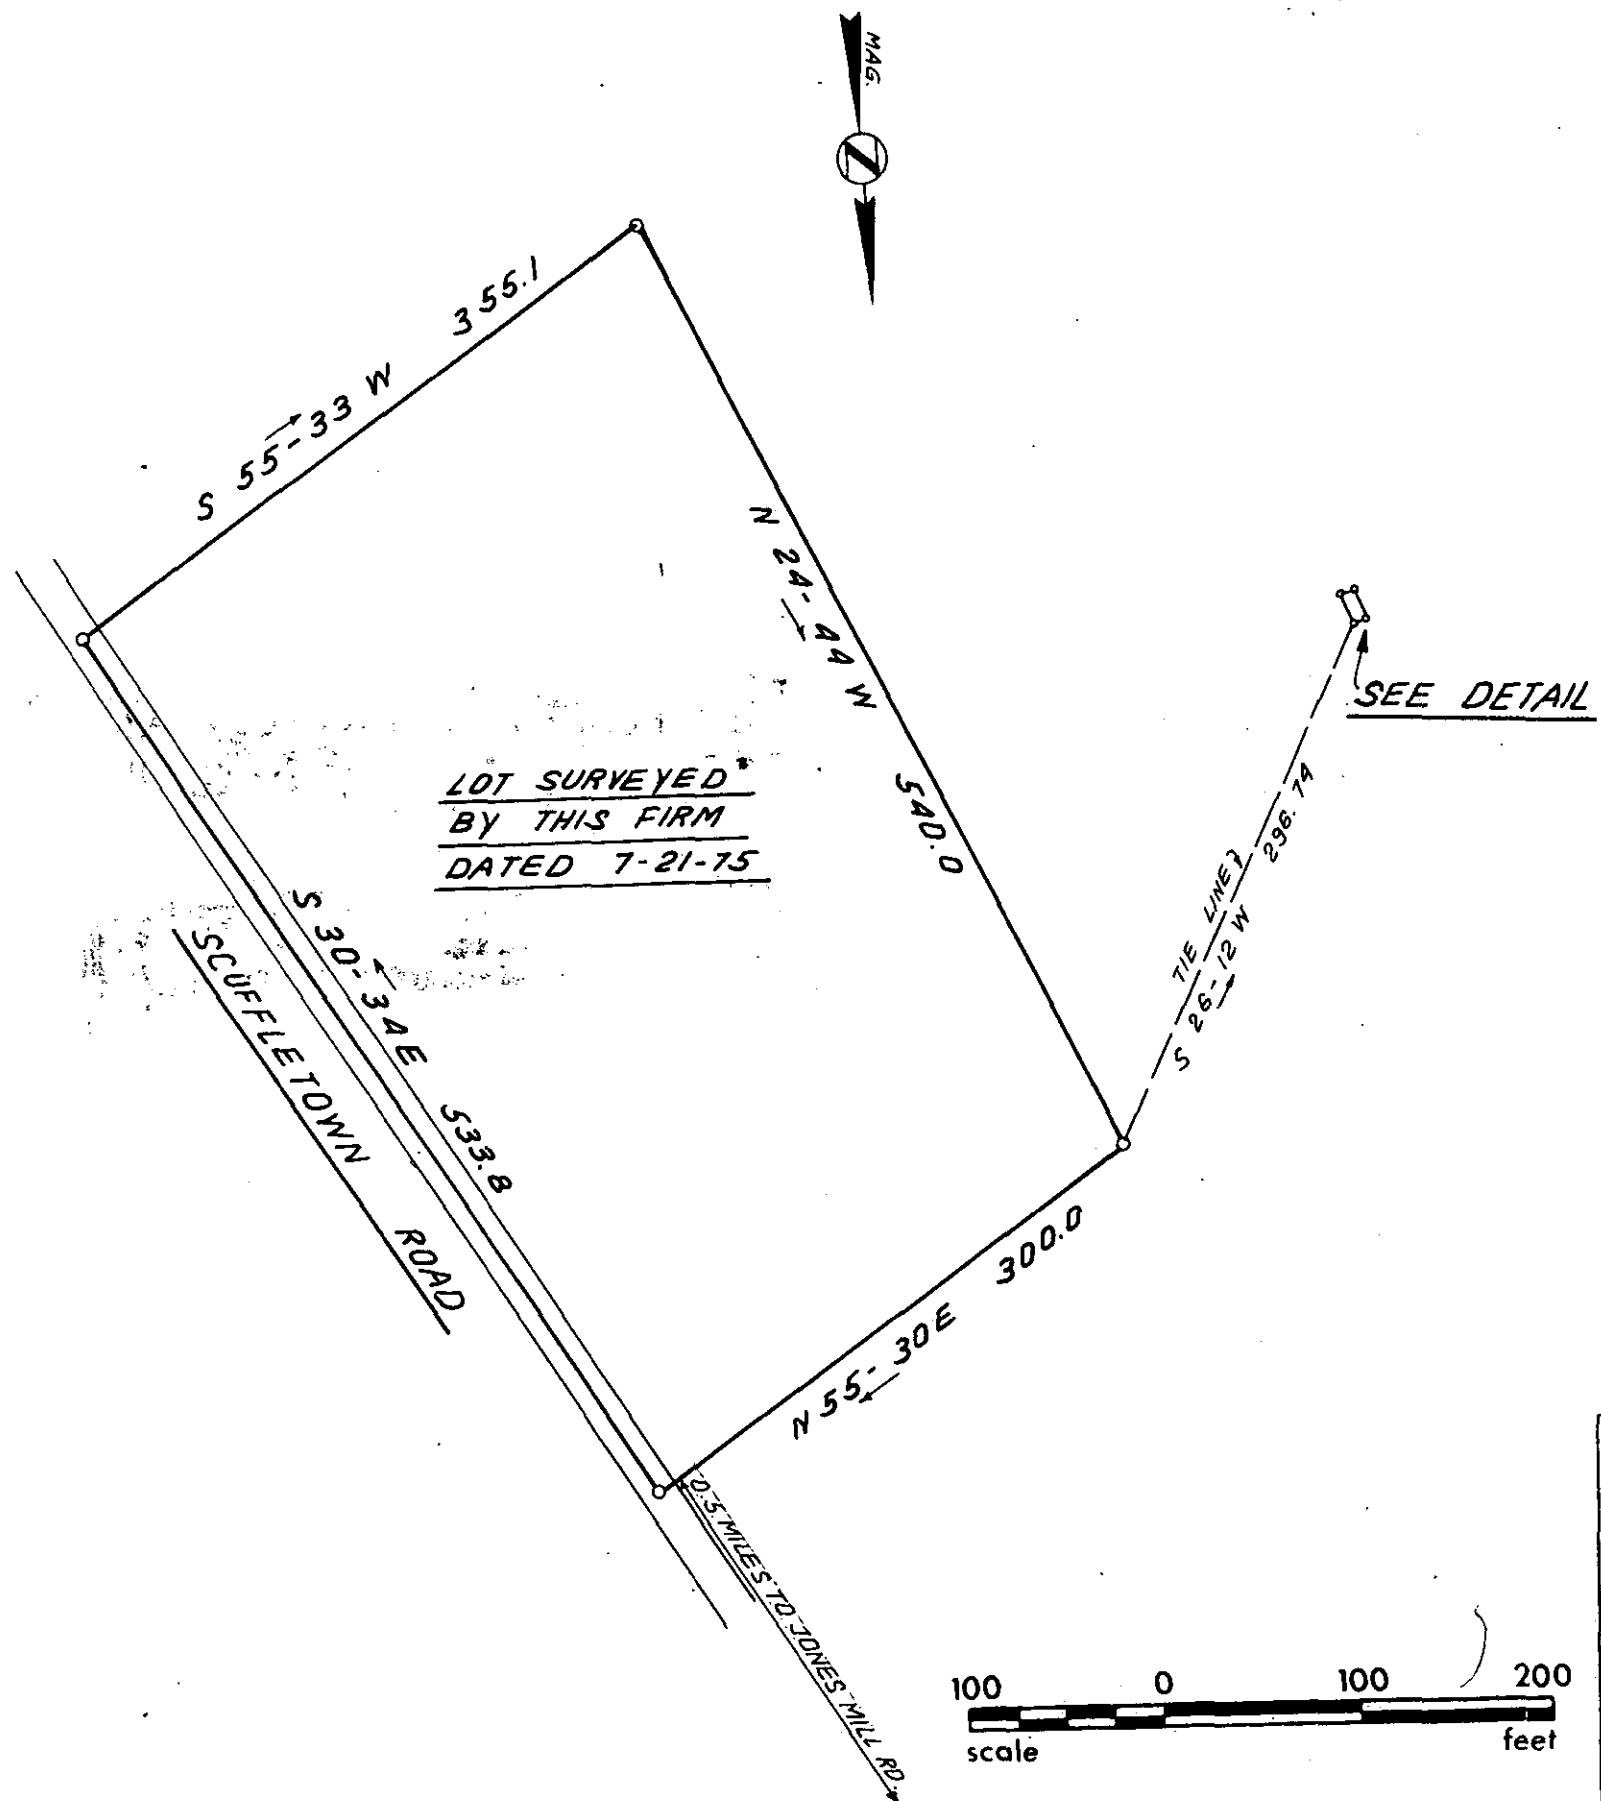 MAG.
N
S 55-33 W 355.1
N 24-44 W 540.0
SEE DETAIL
LOT SURVEYED
BY THIS FIRM
DATED 7-21-75
TIE LINE
S 26-12 W 296.74
S 30-34 E 533.8
SCUFFLETOWN ROAD
N 55-30 E 300.0
0.5 MILES TO JONES MILL RD.
100 0 100 200
scale feet